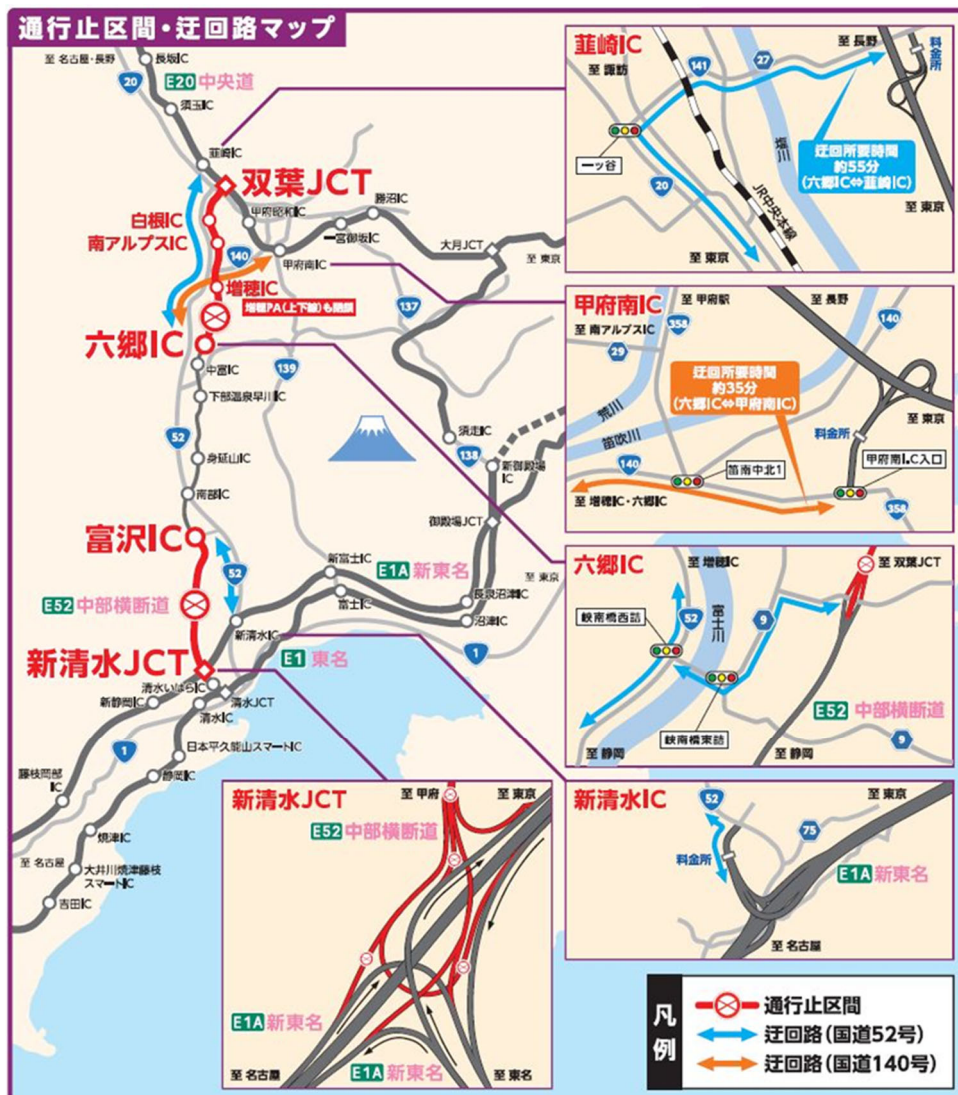 通行止区間・迂回路マップ
至 名古屋・長野
長坂IC
20
E20 中央道
須玉IC
韮崎IC
双葉JCT
白根IC
甲府昭和IC
勝沼IC
南アルプスIC
一宮御坂IC
大月JCT
至 東京
140
甲府南IC
増穂IC
増穂PA(上下線)も閉鎖
137
六郷IC
中富IC
139
下部温泉早川IC
52
須走IC
138
身延山IC
新御殿場IC
南部IC
御殿場JCT
富沢IC
52
新富士IC
E1A 新東名
至 東京
E52 中部横断道
富士IC
長泉沼津IC
新清水IC
沼津IC
新清水JCT
E1 東名
1
清水いはらIC
新静岡IC
清水JCT
清水IC
1
日本平久能山スマートIC
藤枝岡部IC
静岡IC
焼津IC
至 名古屋
大井川焼津藤枝
スマートIC
吉田IC
韮崎IC
至 長野
料金所
至 諏訪
141
27
一ッ谷
塩川
迂回所要時間
約55分
(六郷IC⇔韮崎IC)
20
JR中央本線
至 東京
至 東京
甲府南IC
至 甲府駅
至 長野
至 南アルプスIC
358
140
29
迂回所要時間
約35分
(六郷IC⇔甲府南IC)
荒川
笛吹川
至 東京
料金所
140
笛南中北1
甲府南I.C入口
至 増穂IC・六郷IC
358
六郷IC
至 増穂IC
至 双葉JCT
52
富士川
9
峡南橋西詰
峡南橋東詰
E52 中部横断道
至 静岡
至 静岡
9
新清水JCT
至 甲府
至 東京
E52 中部横断道
E1A 新東名
至 名古屋
E1A 新東名
至 東名
新清水IC
52
至 東京
75
料金所
E1A 新東名
至 名古屋
凡例
通行止区間
迂回路(国道52号)
迂回路(国道140号)